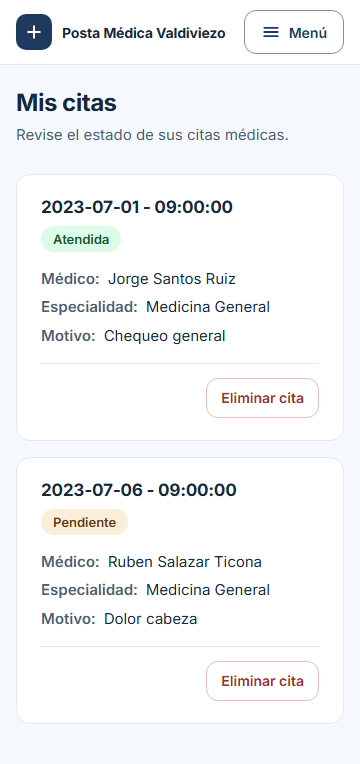 Posta Médica Valdiviezo
Menú
Mis citas
Revise el estado de sus citas médicas.
2023-07-01 - 09:00:00
Atendida
Médico: Jorge Santos Ruiz
Especialidad: Medicina General
Motivo: Chequeo general
Eliminar cita
2023-07-06 - 09:00:00
Pendiente
Médico: Ruben Salazar Ticona
Especialidad: Medicina General
Motivo: Dolor cabeza
Eliminar cita